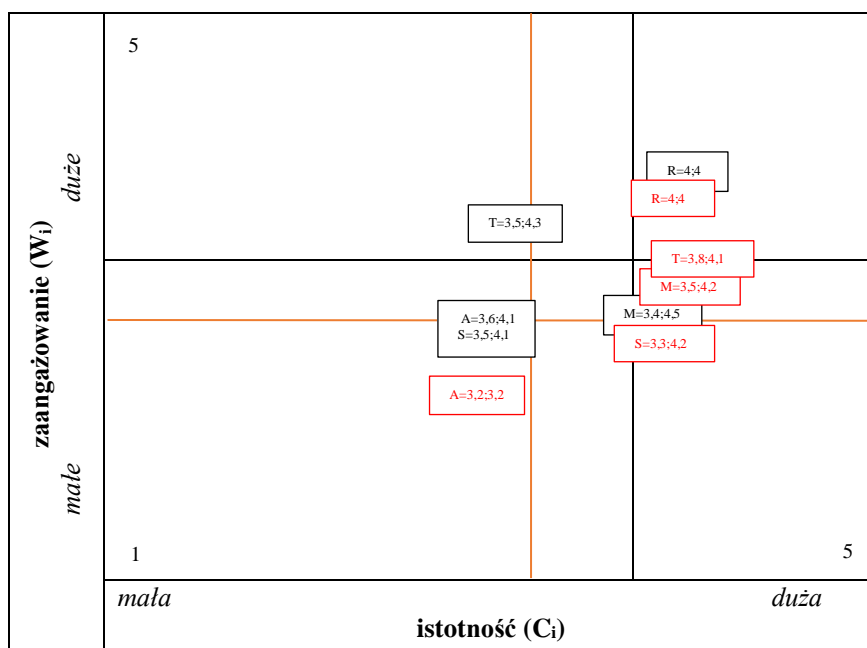 5
duże
R=4;4
R=4;4
T=3,5;4,3
T=3,8;4,1
M=3,5;4,2
A=3,6;4,1
S=3,5;4,1
M=3,4;4,5
S=3,3;4,2
A=3,2;3,2
zaangażowanie (Wi)
małe
1
5
mała
duża
istotność (Ci)